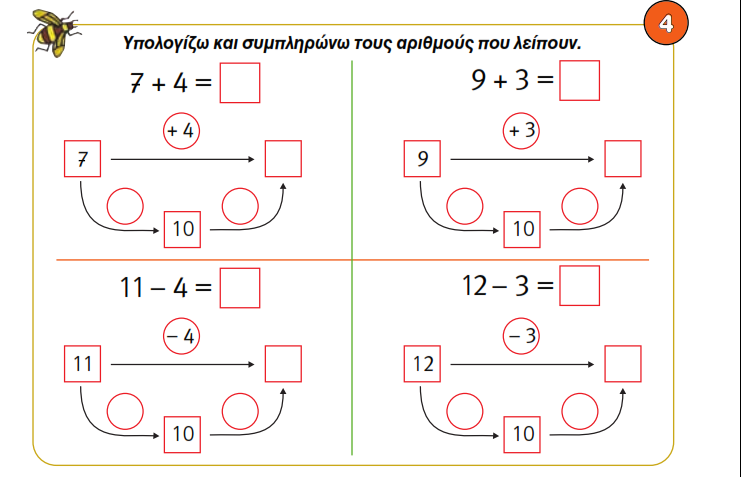 4
Υπολογίζω και συμπληρώνω τους αριθμούς που λείπουν.
7 + 4 =
+ 4
7
10
9 + 3 =
+ 3
9
10
11 – 4 =
– 4
11
10
12 – 3 =
– 3
12
10